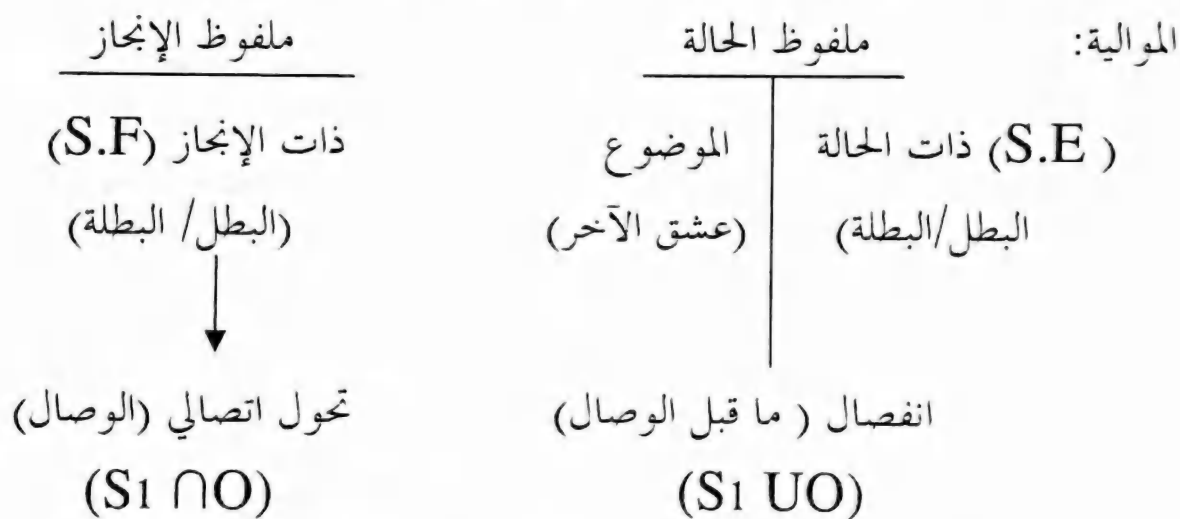 الموالية: ملفوظ الحالة ملفوظ الإنجاز
( S.E) ذات الحالة الموضوع ذات الإنجاز (S.F)
البطل/البطلة) (عشق الآخر) (البطل/ البطلة)
انفصال ( ما قبل الوصال) تحول اتصالي (الوصال)
(S1 UO) (S1 ∩O)